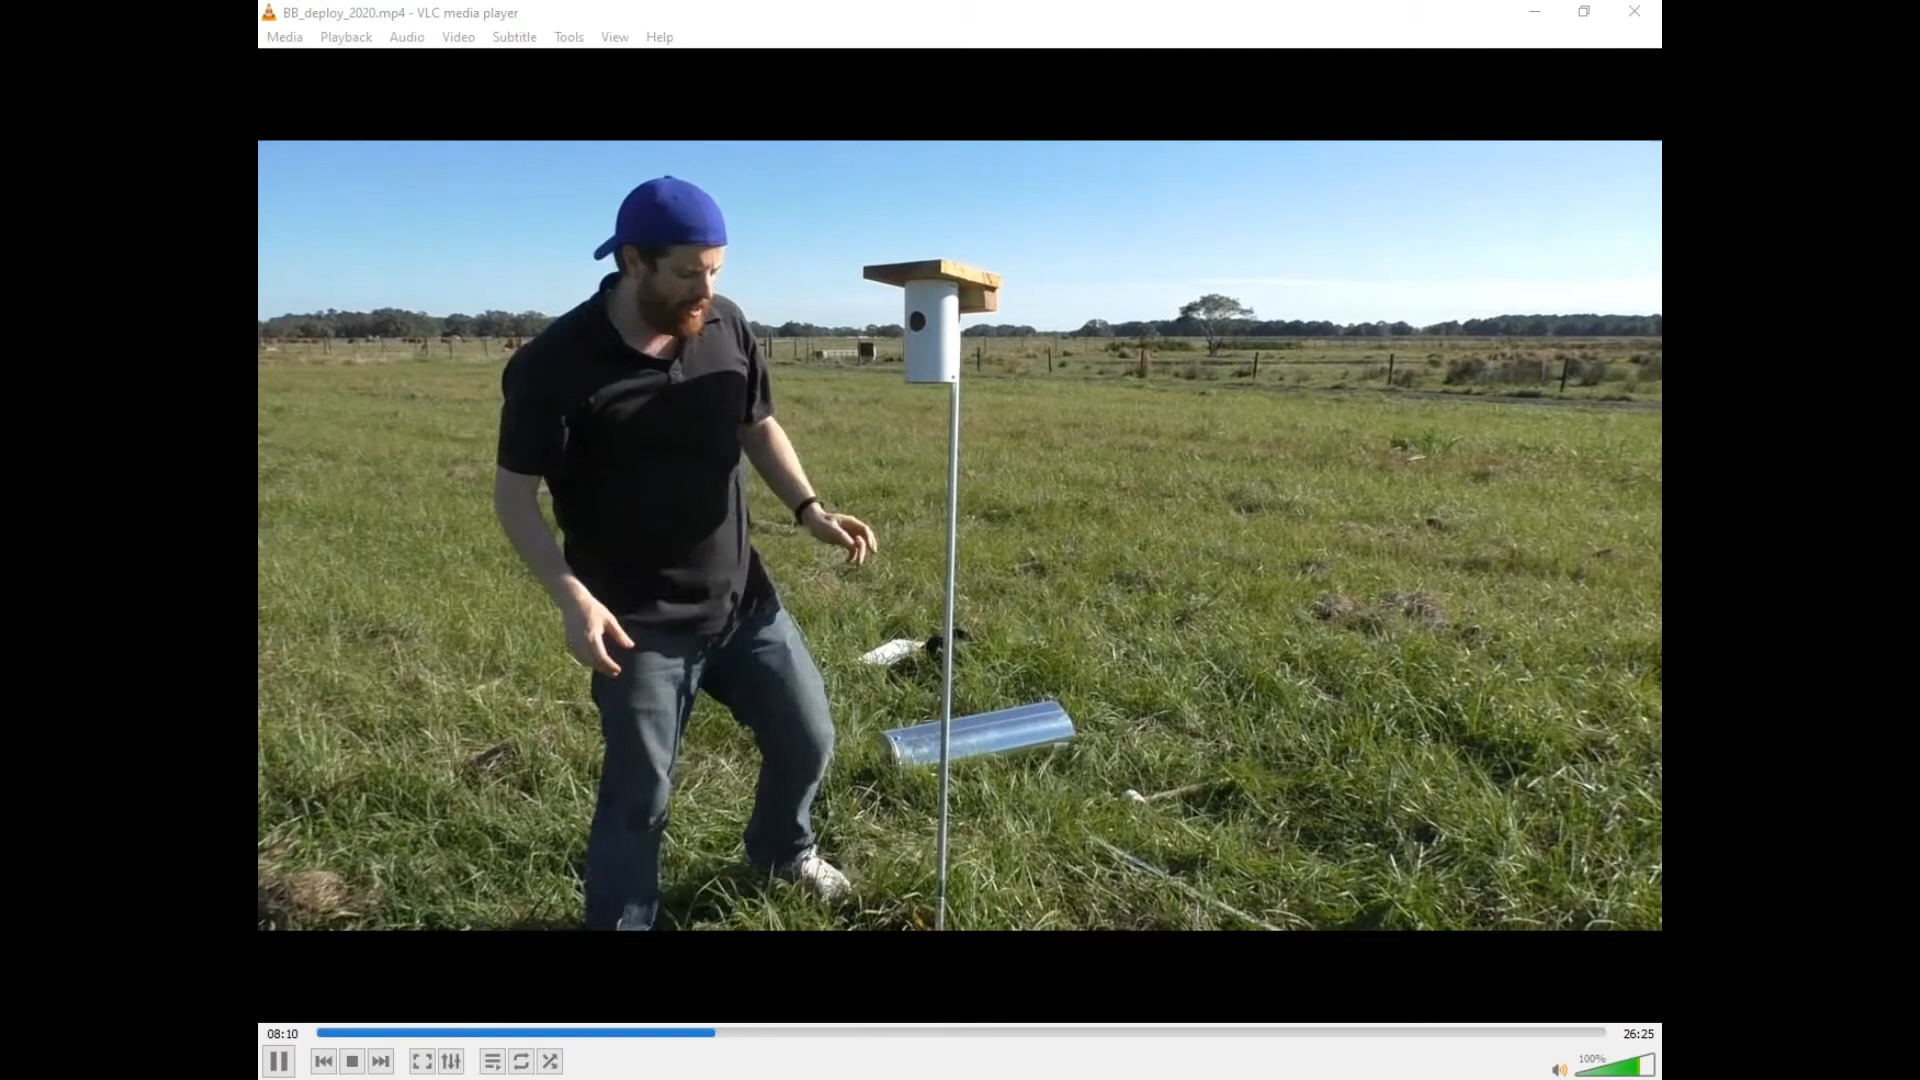 BB_deploy_2020.mp4 - VLC media player
Media Playback Audio Video Subtitle Tools View Help
08:10
26:25
100%